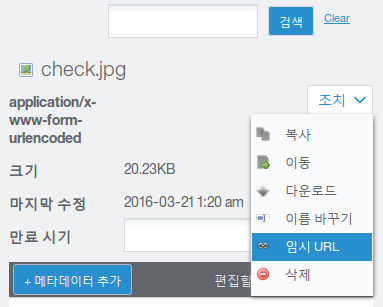 검색
Clear
check.jpg
application/x-
www-form-
urlencoded
조치
복사
크기
20.23KB
이동
다운로드
마지막 수정
2016-03-21 1:20 am
이름 바꾸기
만료 시기
임시 URL
+ 메타데이터 추가
편집할
삭제